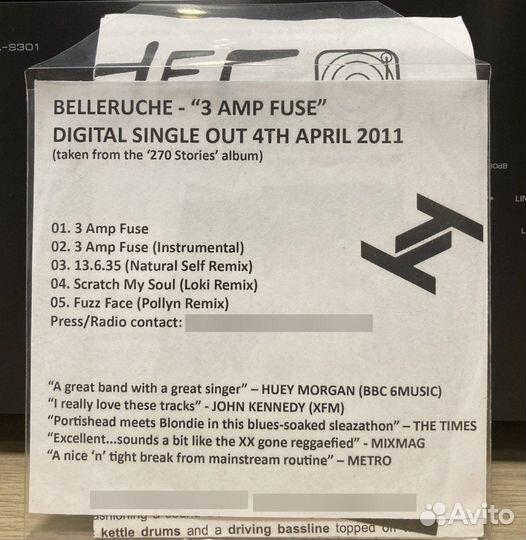 -S301
BELLERUCHE - “3 AMP FUSE”
DIGITAL SINGLE OUT 4TH APRIL 2011
(taken from the ‘270 Stories’ album)
01. 3 Amp Fuse
02. 3 Amp Fuse (Instrumental)
03. 13.6.35 (Natural Self Remix)
04. Scratch My Soul (Loki Remix)
05. Fuzz Face (Pollyn Remix)
Press/Radio contact:
“A great band with a great singer” – HUEY MORGAN (BBC 6MUSIC)
“I really love these tracks” - JOHN KENNEDY (XFM)
“Portishead meets Blondie in this blues-soaked sleazathon” – THE TIMES
“Excellent...sounds a bit like the XX gone reggaefied” - MIXMAG
“A nice ‘n’ tight break from mainstream routine” – METRO
kettle drums and a driving bassline topped
Avito